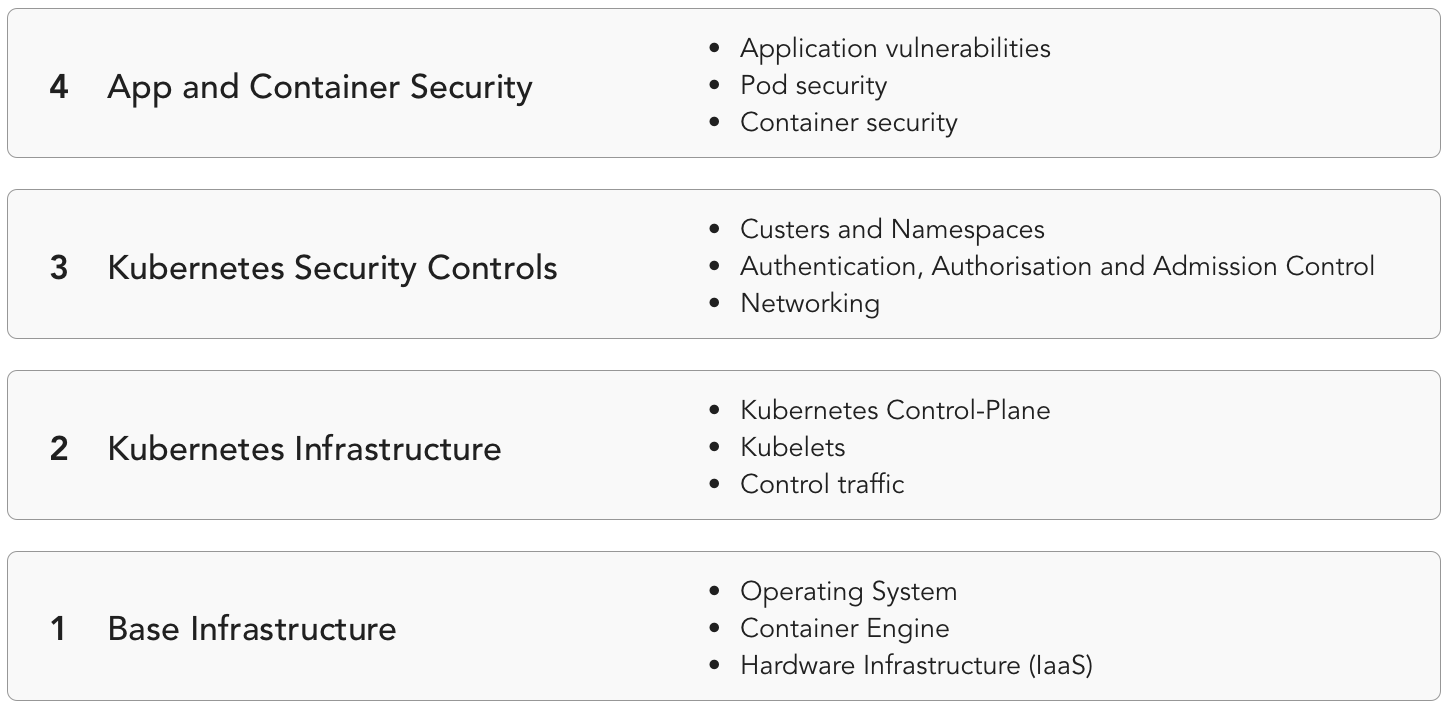 4 App and Container Security
• Application vulnerabilities
• Pod security
• Container security
3 Kubernetes Security Controls
• Custers and Namespaces
• Authentication, Authorisation and Admission Control
• Networking
2 Kubernetes Infrastructure
• Kubernetes Control-Plane
• Kubelets
• Control traffic
1 Base Infrastructure
• Operating System
• Container Engine
• Hardware Infrastructure (IaaS)